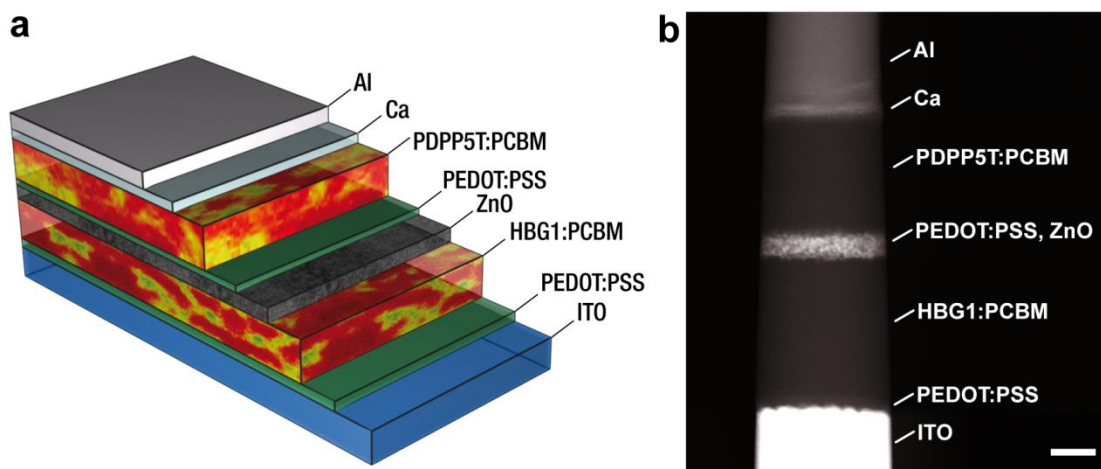 a
Al
Ca
PDPP5T:PCBM
PEDOT:PSS
ZnO
HBG1:PCBM
PEDOT:PSS
ITO
b
Al
Ca
PDPP5T:PCBM
PEDOT:PSS, ZnO
HBG1:PCBM
PEDOT:PSS
ITO